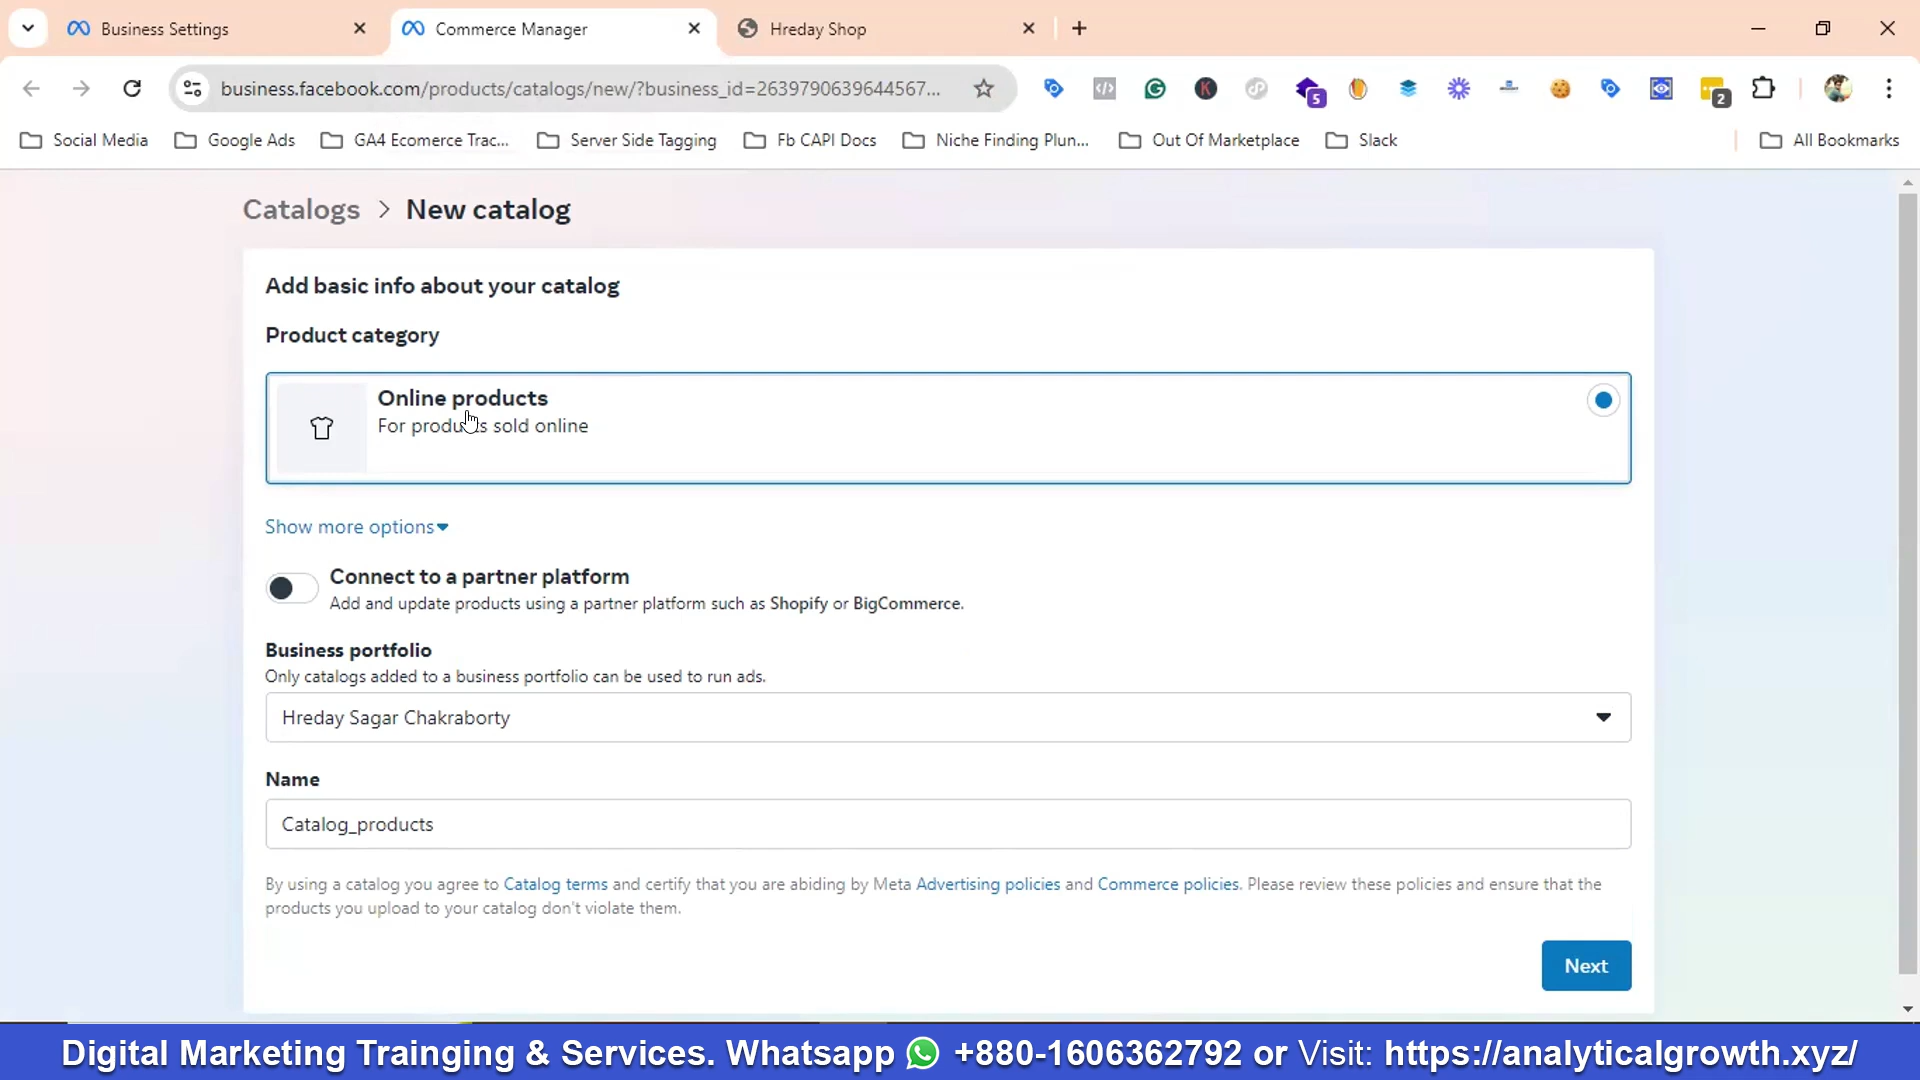 Business Settings
Commerce Manager
Hreday Shop
business.facebook.com/products/catalogs/new/?business_id=2639790639644567...
5
2
Social Media
Google Ads
GA4 Ecomerce Trac...
Server Side Tagging
Fb CAPI Docs
Niche Finding Plun...
Out Of Marketplace
Slack
All Bookmarks
Catalogs > New catalog
Add basic info about your catalog
Product category
Online products
For products sold online
Show more options
Connect to a partner platform
Add and update products using a partner platform such as Shopify or BigCommerce.
Business portfolio
Only catalogs added to a business portfolio can be used to run ads.
Hreday Sagar Chakraborty
Name
Catalog_products
By using a catalog you agree to Catalog terms and certify that you are abiding by Meta Advertising policies and Commerce policies. Please review these policies and ensure that the
products you upload to your catalog don't violate them.
Next
Digital Marketing Trainging & Services. Whatsapp +880-1606362792 or Visit: https://analyticalgrowth.xyz/